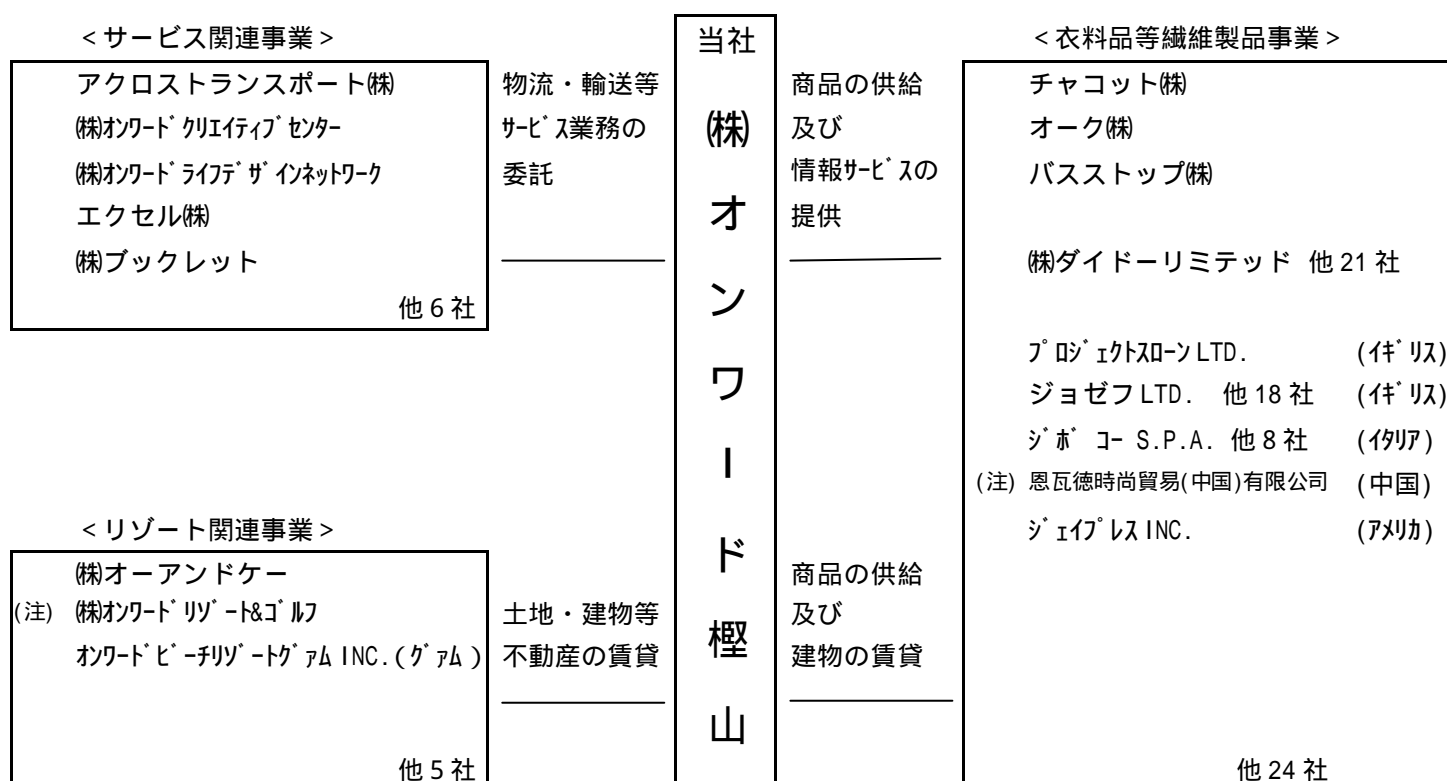 <サービス関連事業>
アクロストランスポート㈱
㈱オンワードクリエイティブセンター
㈱オンワードライフデザインネットワーク
エクセル㈱
㈱ブックレット
他6社
物流・輸送等
サービス業務の
委託
<リゾート関連事業>
㈱オーアンドケー
(注) ㈱オンワードリゾート&ゴルフ
オンワードビーチリゾートグァムINC.(グァム)
他5社
土地・建物等
不動産の賃貸
当社
㈱オンワード樫山
商品の供給
及び
情報サービスの
提供
商品の供給
及び
建物の賃貸
<衣料品等繊維製品事業>
チャコット㈱
オーク㈱
バスストップ㈱
㈱ダイドーリミテッド 他21社
プロジェクトスローンLTD. (イギリス)
ジョゼフLTD. 他18社 (イギリス)
ジボコーS.P.A. 他8社 (イタリア)
(注) 恩瓦徳時尚貿易(中国)有限公司 (中国)
ジェイプレスINC. (アメリカ)
他24社